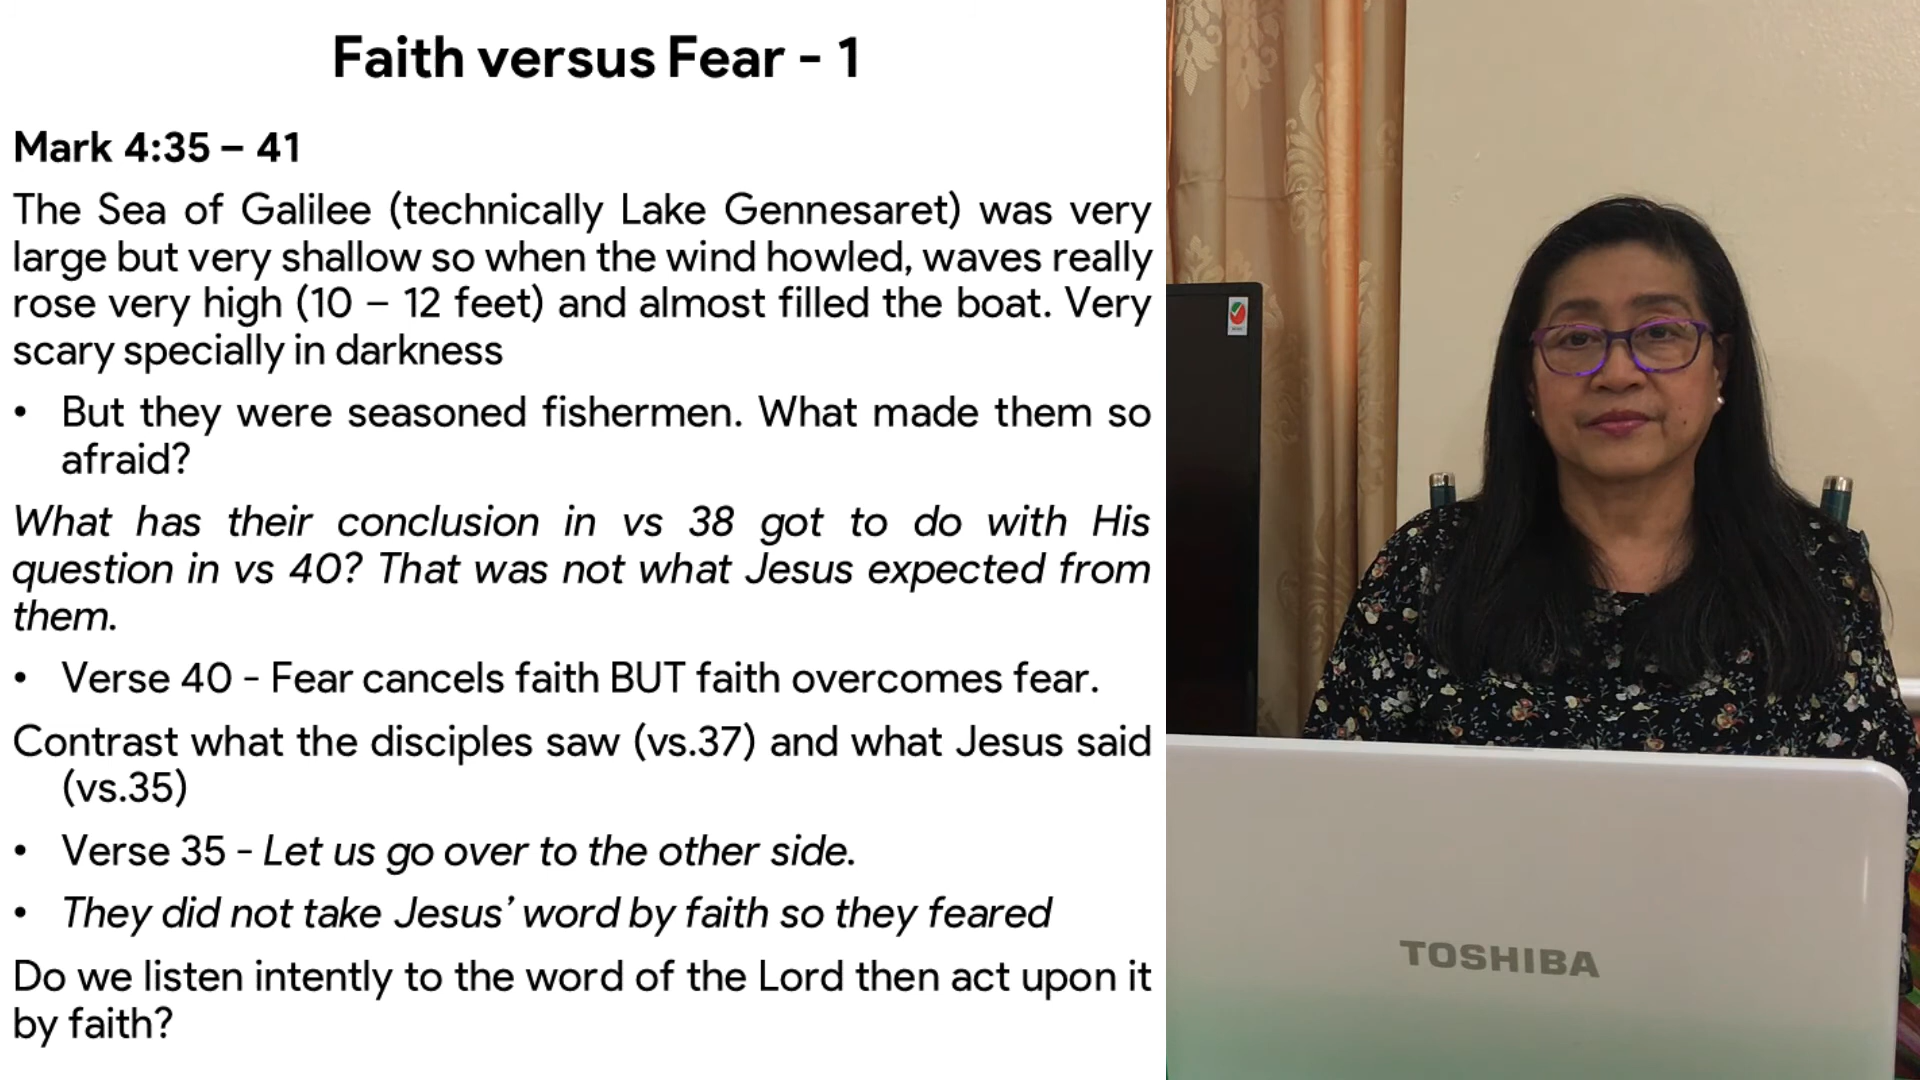 Faith versus Fear - 1
Mark 4:35 – 41
The Sea of Galilee (technically Lake Gennesaret) was very
large but very shallow so when the wind howled, waves really
rose very high (10 – 12 feet) and almost filled the boat. Very
scary specially in darkness
• But they were seasoned fishermen. What made them so
afraid?
What has their conclusion in vs 38 got to do with His
question in vs 40? That was not what Jesus expected from
them.
• Verse 40 - Fear cancels faith BUT faith overcomes fear.
Contrast what the disciples saw (vs.37) and what Jesus said
(vs.35)
• Verse 35 - Let us go over to the other side.
• They did not take Jesus’ word by faith so they feared
Do we listen intently to the word of the Lord then act upon it
by faith?
TOSHIBA